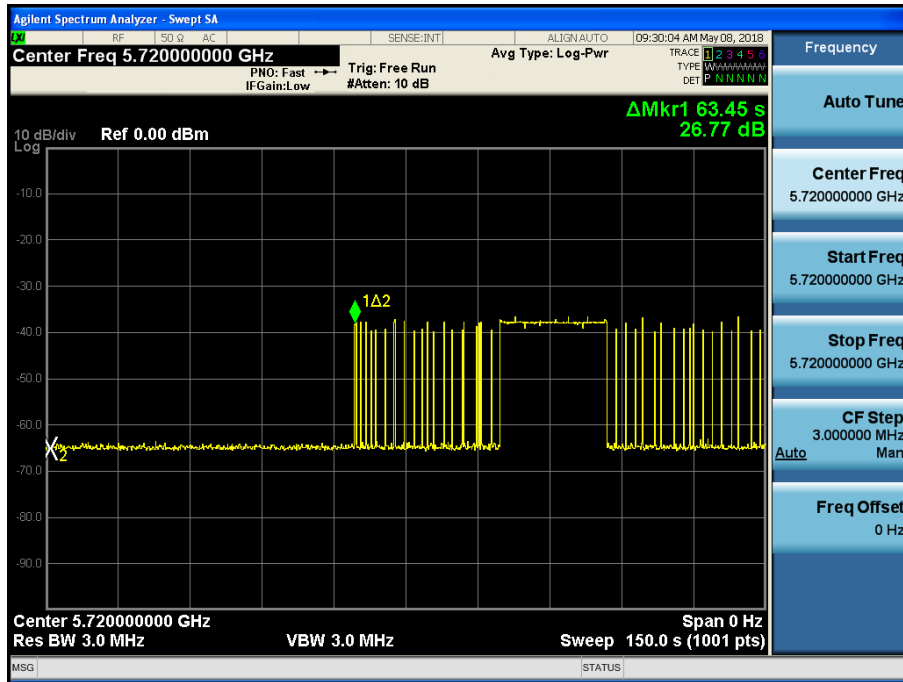 Agilent Spectrum Analyzer - Swept SA
LXI RF 50 Ω AC SENSE:INT ALIGN AUTO 09:30:04 AM May 08, 2018
Center Freq 5.720000000 GHz
PNO: Fast
IFGain:Low
Trig: Free Run
#Atten: 10 dB
Avg Type: Log-Pwr
TRACE 1 2 3 4 5 6
TYPE WWWWWW
DET P N N N N N
ΔMkr1 63.45 s
26.77 dB
10 dB/div Ref 0.00 dBm
Log
-10.0
-20.0
-30.0
-40.0
-50.0
-60.0
-70.0
-80.0
-90.0
1Δ2
X2
Center 5.720000000 GHz Span 0 Hz
Res BW 3.0 MHz VBW 3.0 MHz Sweep 150.0 s (1001 pts)
MSG STATUS
Frequency
Auto Tune
Center Freq
5.720000000 GHz
Start Freq
5.720000000 GHz
Stop Freq
5.720000000 GHz
CF Step
3.000000 MHz
Auto Man
Freq Offset
0 Hz